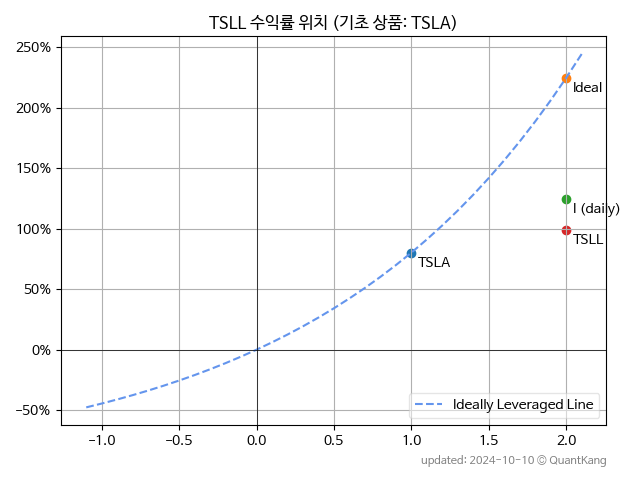 TSLL 수익률 위치 (기초 상품: TSLA)
250%
200%
150%
100%
50%
0%
-50%
Ideal
I (daily)
TSLL
TSLA
Ideally Leveraged Line
-1.0 -0.5 0.0 0.5 1.0 1.5 2.0
updated: 2024-10-10 © QuantKang